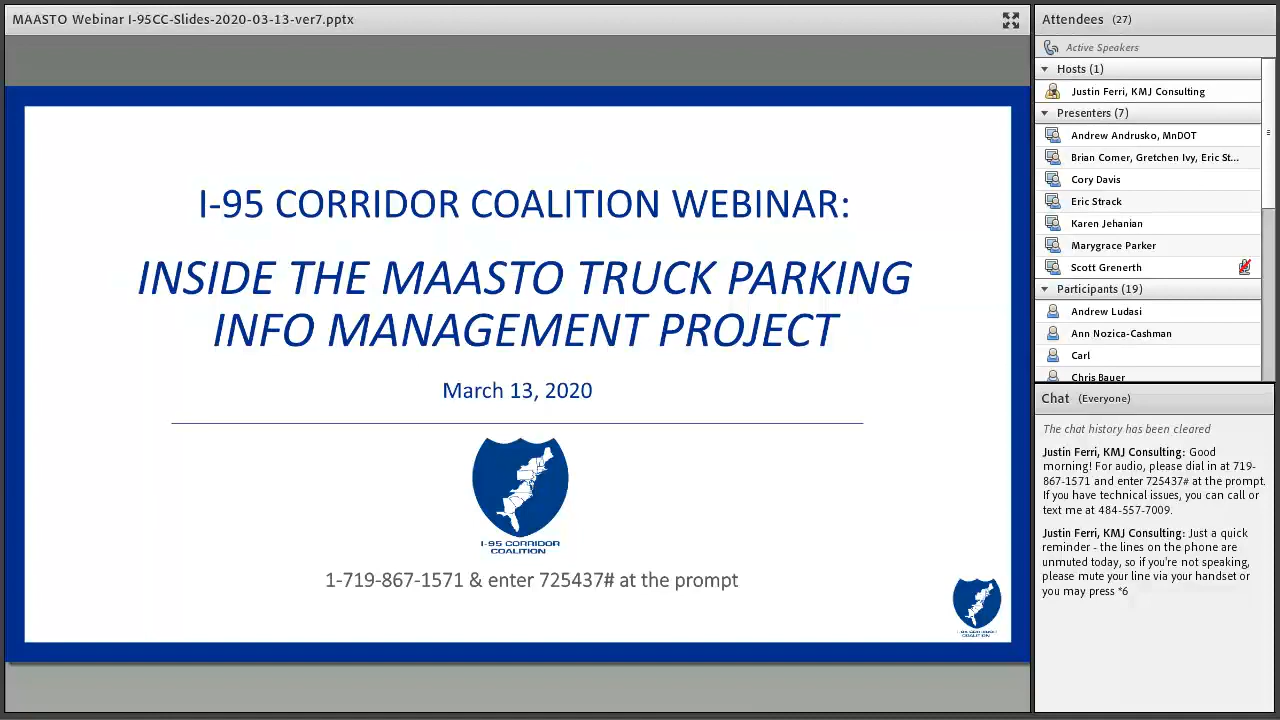 MAASTO Webinar I-95CC-Slides-2020-03-13-ver7.pptx
I-95 CORRIDOR COALITION WEBINAR:
INSIDE THE MAASTO TRUCK PARKING
INFO MANAGEMENT PROJECT
March 13, 2020
I-95 CORRIDOR
COALITION
1-719-867-1571 & enter 725437# at the prompt
I-95 CORRIDOR
COALITION
Attendees (27)
Active Speakers
Hosts (1)
Justin Ferri, KMJ Consulting
Presenters (7)
Andrew Andrusko, MnDOT
Brian Comer, Gretchen Ivy, Eric St...
Cory Davis
Eric Strack
Karen Jehanian
Marygrace Parker
Scott Grenerth
Participants (19)
Andrew Ludasi
Ann Nozica-Cashman
Carl
Chris Bauer
Chat (Everyone)
The chat history has been cleared
Justin Ferri, KMJ Consulting: Good
morning! For audio, please dial in at 719-
867-1571 and enter 725437# at the prompt.
If you have technical issues, you can call or
text me at 484-557-7009.
Justin Ferri, KMJ Consulting: Just a quick
reminder - the lines on the phone are
unmuted today, so if you're not speaking,
please mute your line via your handset or
you may press *6